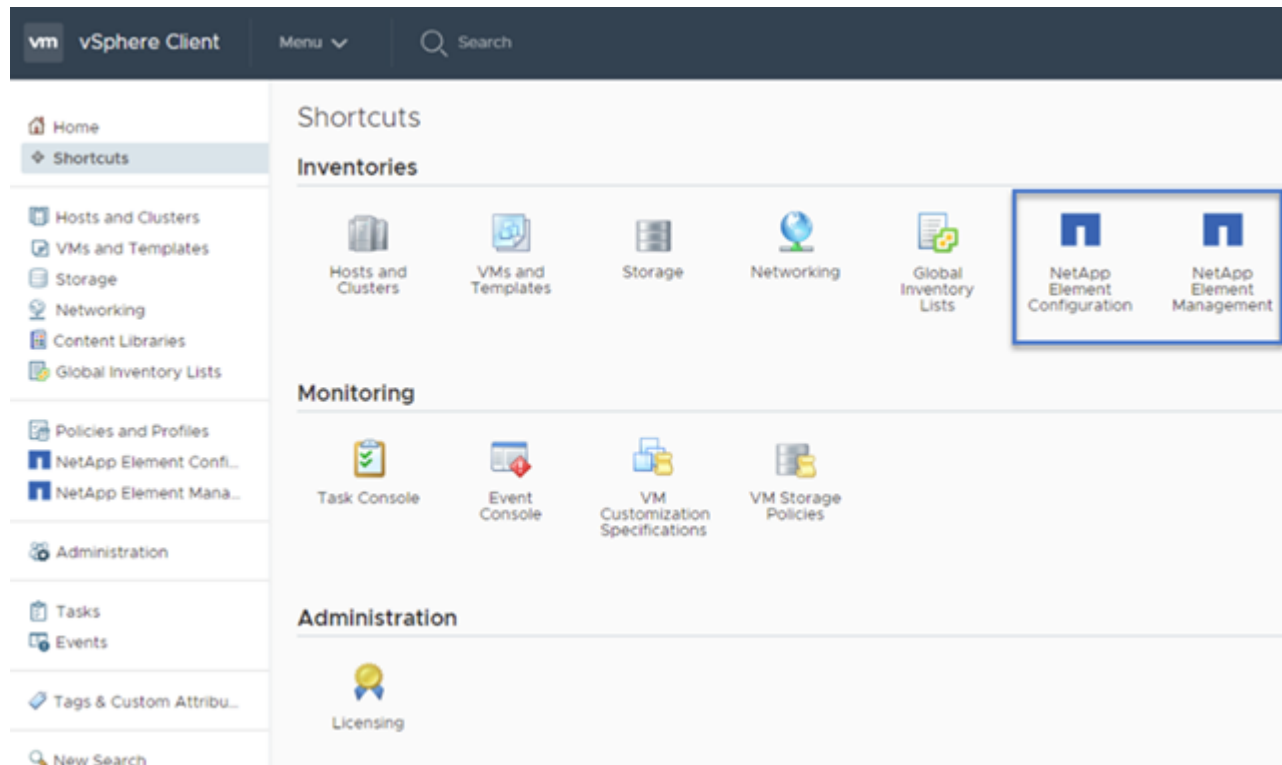 vm vSphere Client Menu Search
Home
Shortcuts
Hosts and Clusters
VMs and Templates
Storage
Networking
Content Libraries
Global Inventory Lists
Policies and Profiles
NetApp Element Confi...
NetApp Element Mana...
Administration
Tasks
Events
Tags & Custom Attribu...
New Search
Shortcuts
Inventories
Hosts and
Clusters
VMs and
Templates
Storage
Networking
Global
Inventory
Lists
NetApp
Element
Configuration
NetApp
Element
Management
Monitoring
Task Console
Event
Console
VM
Customization
Specifications
VM Storage
Policies
Administration
Licensing